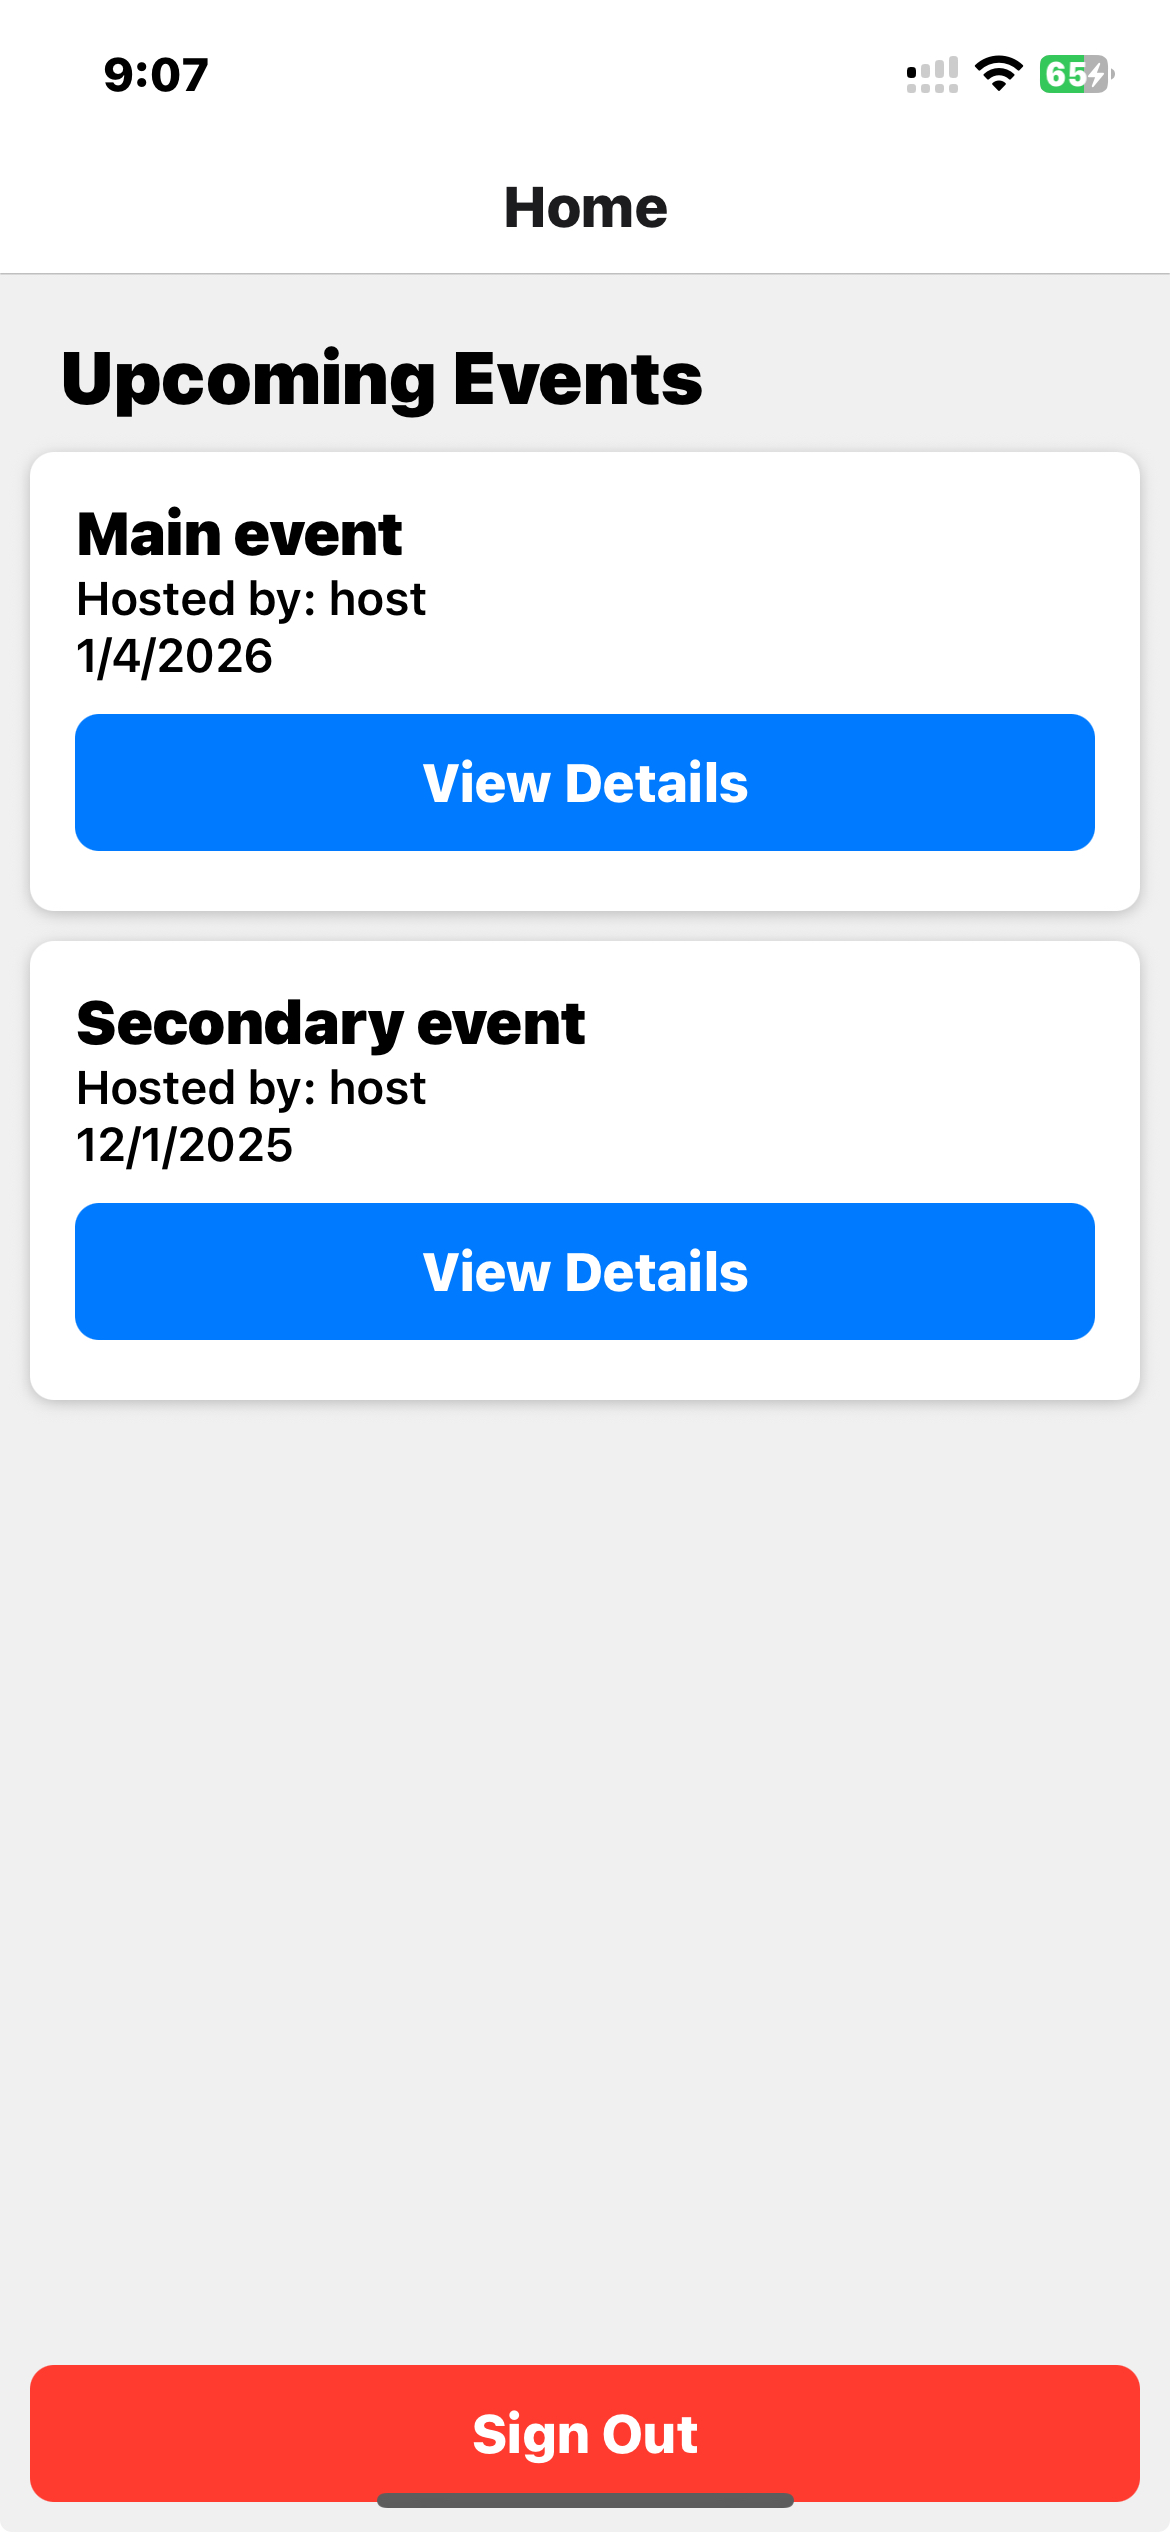 9:07
65
Home
Upcoming Events
Main event
Hosted by: host
1/4/2026
View Details
Secondary event
Hosted by: host
12/1/2025
View Details
Sign Out